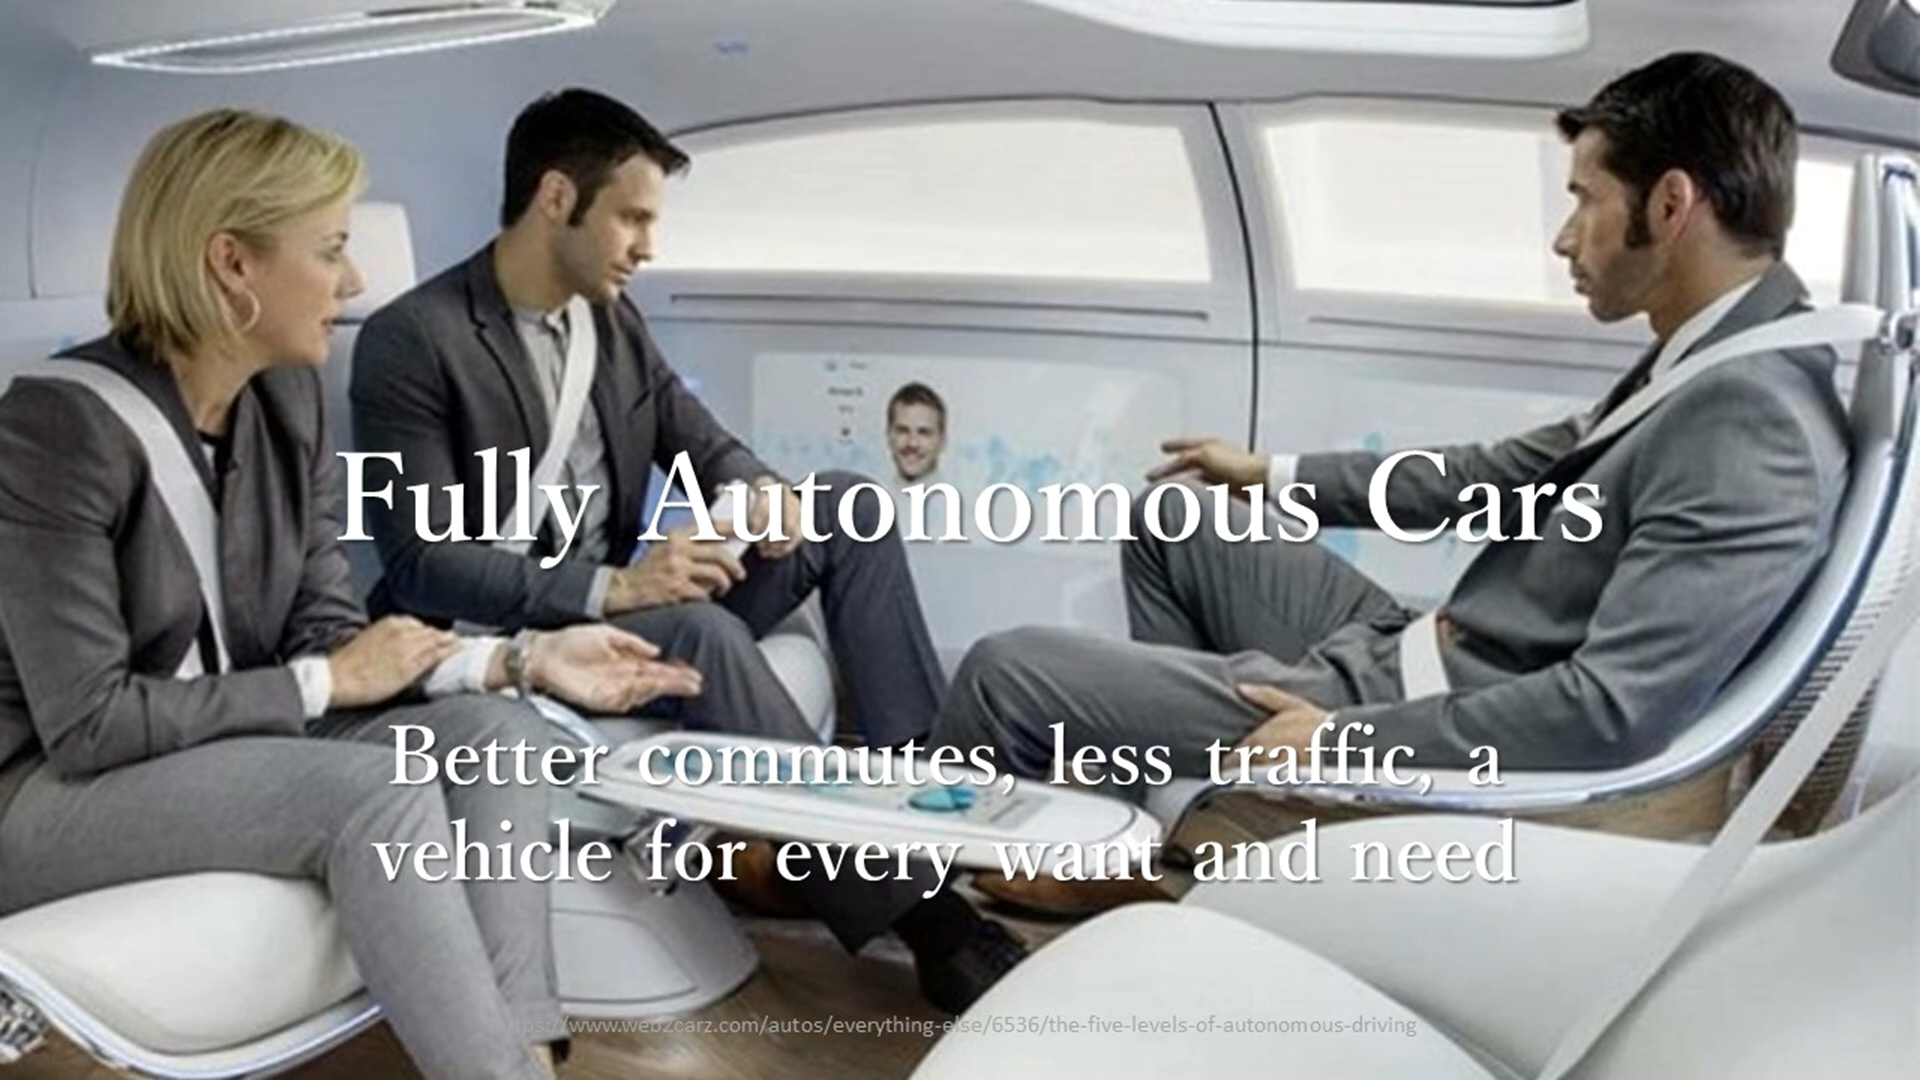 Fully Autonomous Cars
Better commutes, less traffic, a
vehicle for every want and need
https://www.web2carz.com/autos/everything-else/6536/the-five-levels-of-autonomous-driving